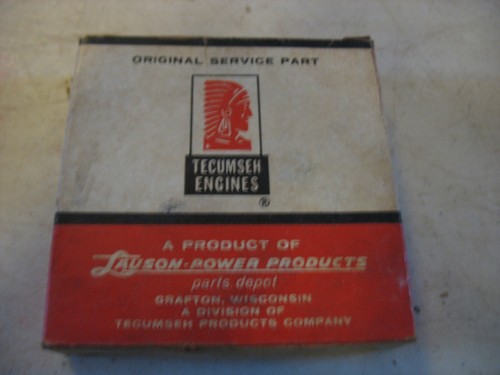 ORIGINAL SERVICE PART
TECUMSEH
ENGINES
®
A PRODUCT OF
LAUSON-POWER PRODUCTS
parts depot
GRAFTON, WISCONSIN
A DIVISION OF
TECUMSEH PRODUCTS COMPANY